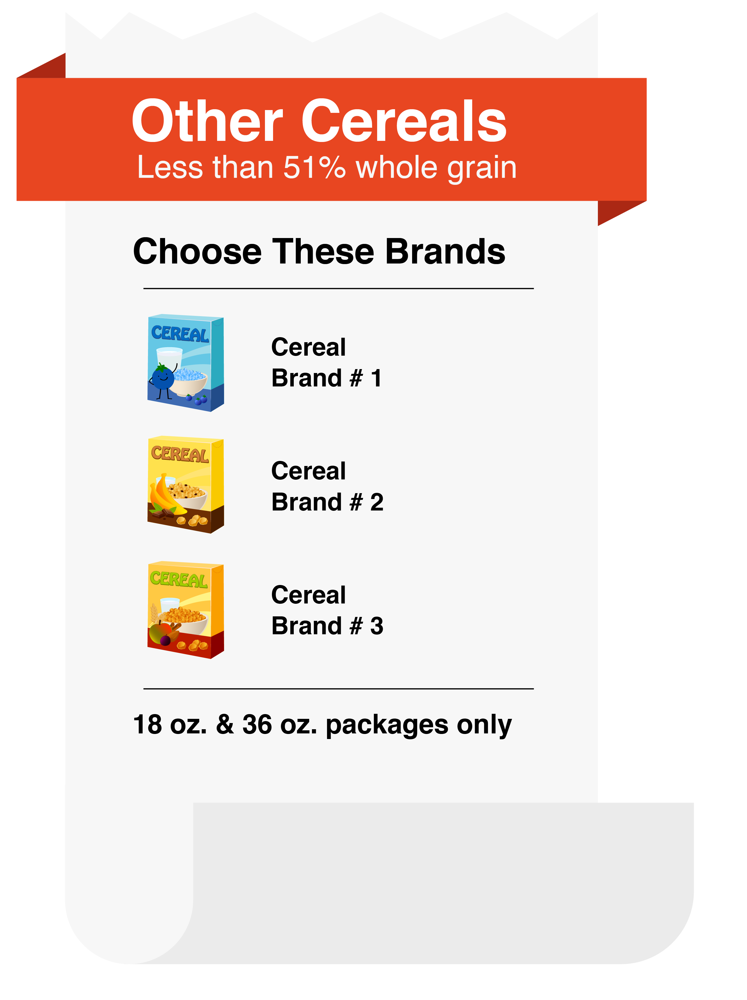 Other Cereals
Less than 51% whole grain
Choose These Brands
CEREAL
Cereal
Brand # 1
CEREAL
Cereal
Brand # 2
CEREAL
Cereal
Brand # 3
18 oz. & 36 oz. packages only